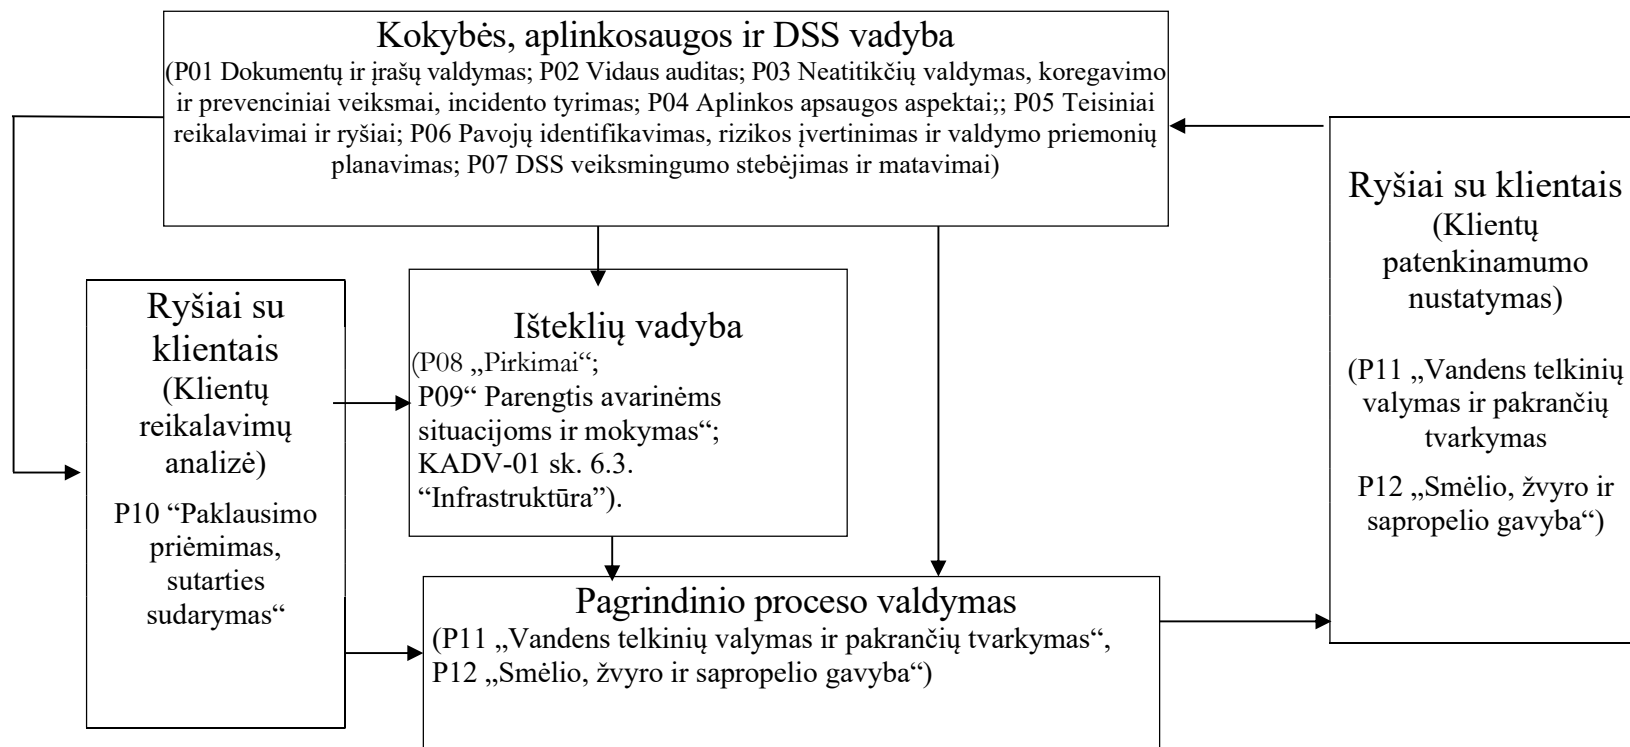 Kokybės, aplinkosaugos ir DSS vadyba
(P01 Dokumentų ir įrašų valdymas; P02 Vidaus auditas; P03 Neatitikčių valdymas, koregavimo
ir prevenciniai veiksmai, incidento tyrimas; P04 Aplinkos apsaugos aspektai;; P05 Teisiniai
reikalavimai ir ryšiai; P06 Pavojų identifikavimas, rizikos įvertinimas ir valdymo priemonių
planavimas; P07 DSS veiksmingumo stebėjimas ir matavimai)
Ryšiai su
klientais
(Klientų
reikalavimų
analizė)
P10 “Paklausimo
priėmimas,
sutarties
sudarymas“
Išteklių vadyba
(P08 „Pirkimai“;
P09“ Parengtis avarinėms
situacijoms ir mokymas“;
KADV-01 sk. 6.3.
“Infrastruktūra”).
Pagrindinio proceso valdymas
(P11 „Vandens telkinių valymas ir pakrančių tvarkymas“,
P12 „Smėlio, žvyro ir sapropelio gavyba“)
Ryšiai su klientais
(Klientų
patenkinamumo
nustatymas)
(P11 „Vandens telkinių
valymas ir pakrančių
tvarkymas
P12 „Smėlio, žvyro ir
sapropelio gavyba“)